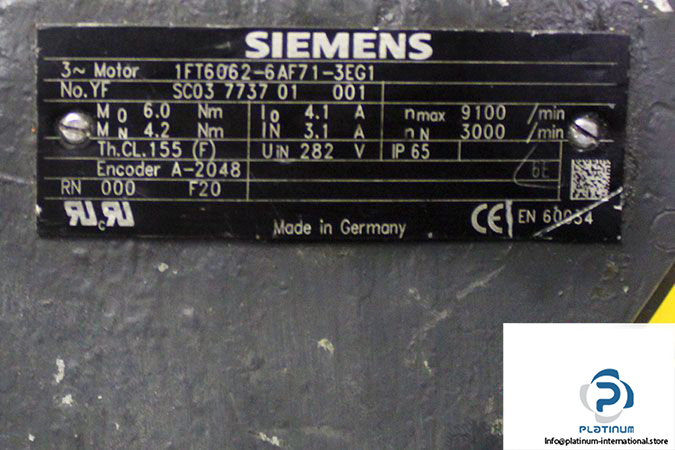 SIEMENS
3~ Motor 1FT6062-6AF71-3EG1
No.YF SC03 7737 01 001
M0 6.0 Nm I0 4.1 A nmax 9100 /min
MN 4.2 Nm IN 3.1 A nN 3000 /min
Th.CL.155 (F) UIN 282 V IP 65
Encoder A-2048 6E
RN 000 F20
Made in Germany CE EN 60034
PLATINUM
info@platinum-international.store